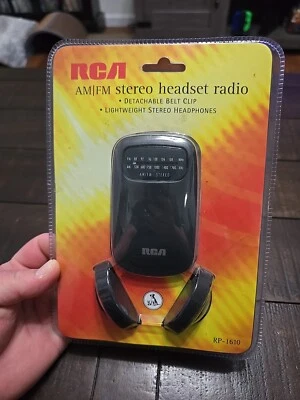 RCA
AM|FM stereo headset radio
• DETACHABLE BELT CLIP
• LIGHTWEIGHT STEREO HEADPHONES
AM/FM STEREO
RCA
RP-1610